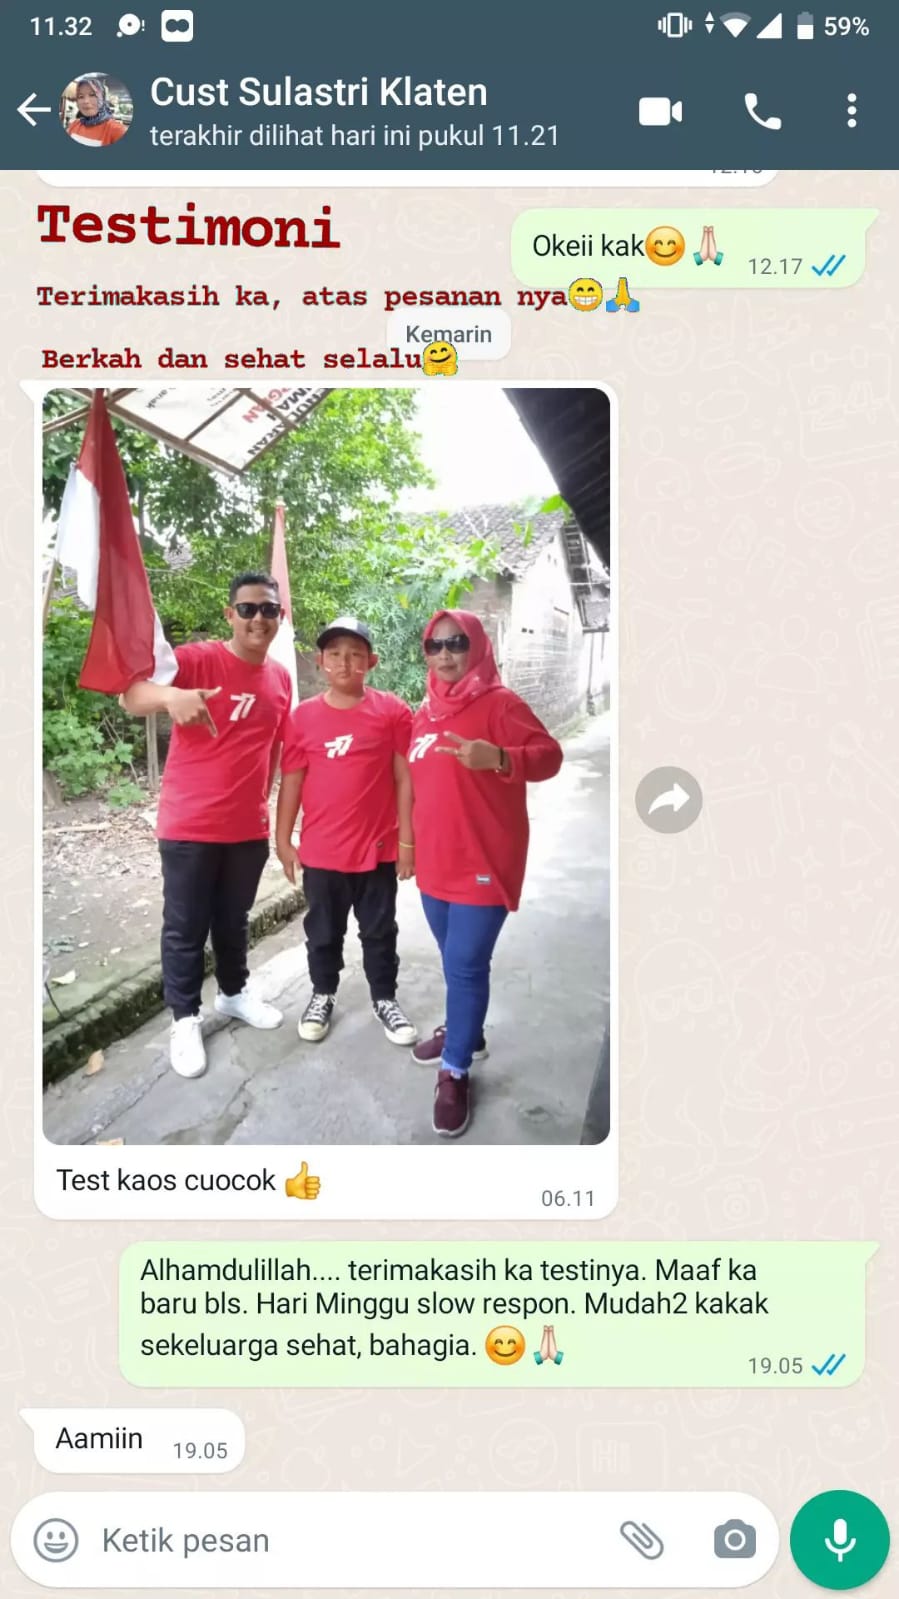 11.32
59%
Cust Sulastri Klaten
terakhir dilihat hari ini pukul 11.21
Testimoni
Okeii kak😊🙏🏻
12.17
Terimakasih ka, atas pesanan nya😁🙏
Kemarin
Berkah dan sehat selalu🤗
77
77
77
Test kaos cuocok 👍
06.11
Alhamdulillah.... terimakasih ka testinya. Maaf ka
baru bls. Hari Minggu slow respon. Mudah2 kakak
sekeluarga sehat, bahagia. 😊🙏🏻
19.05
Aamiin
19.05
Ketik pesan